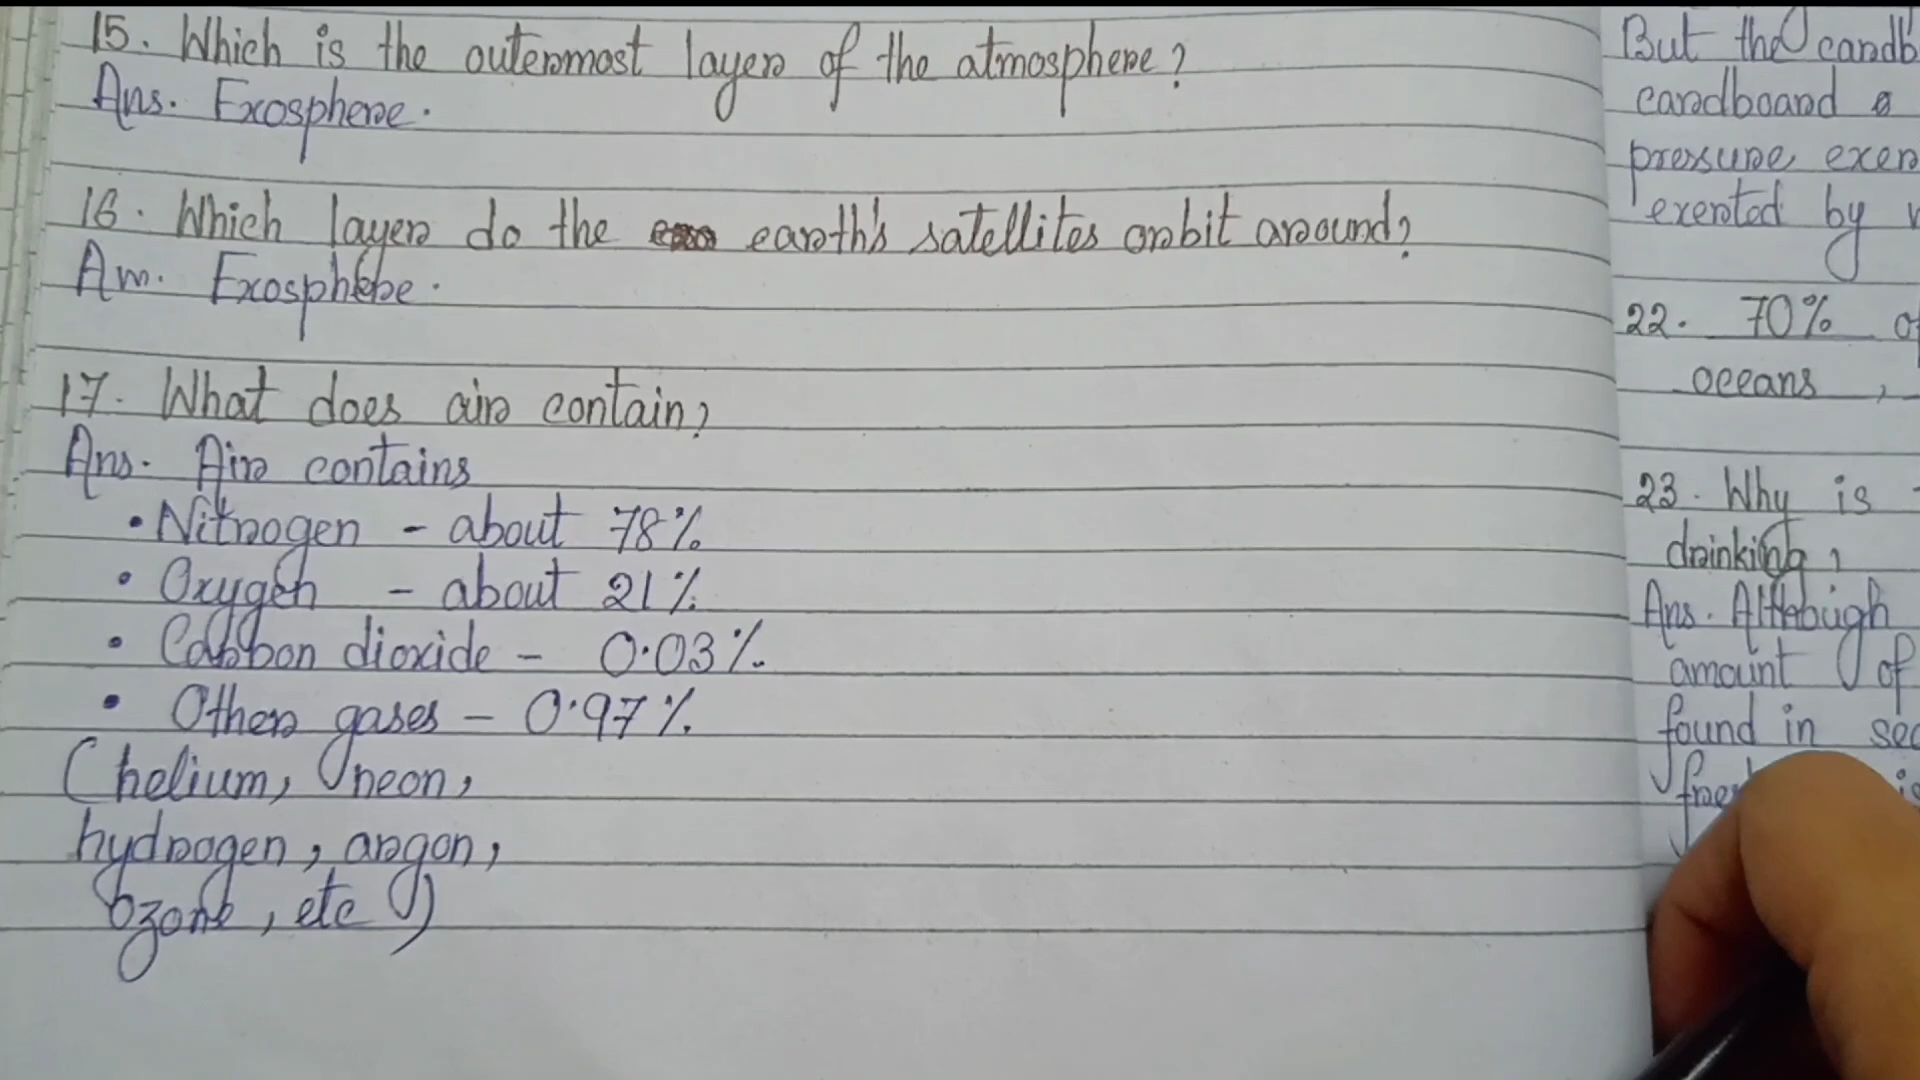 15. Which is the outermost layer of the atmosphere?
Ans. Exosphere.
16. Which layer do the earth's satellites orbit around?
Ans. Exosphere.
17. What does air contain?
Ans. Air contains
• Nitrogen - about 78%
• Oxygen - about 21%
• Carbon dioxide - 0.03%
• Other gases - 0.97%
(helium, neon,
hydrogen, argon,
ozone, etc)
But the cardb
cardboard
pressure exer
exerted by
22. 70% of
oceans,
23. Why is
drinking?
Ans. Although
amount of
found in sea